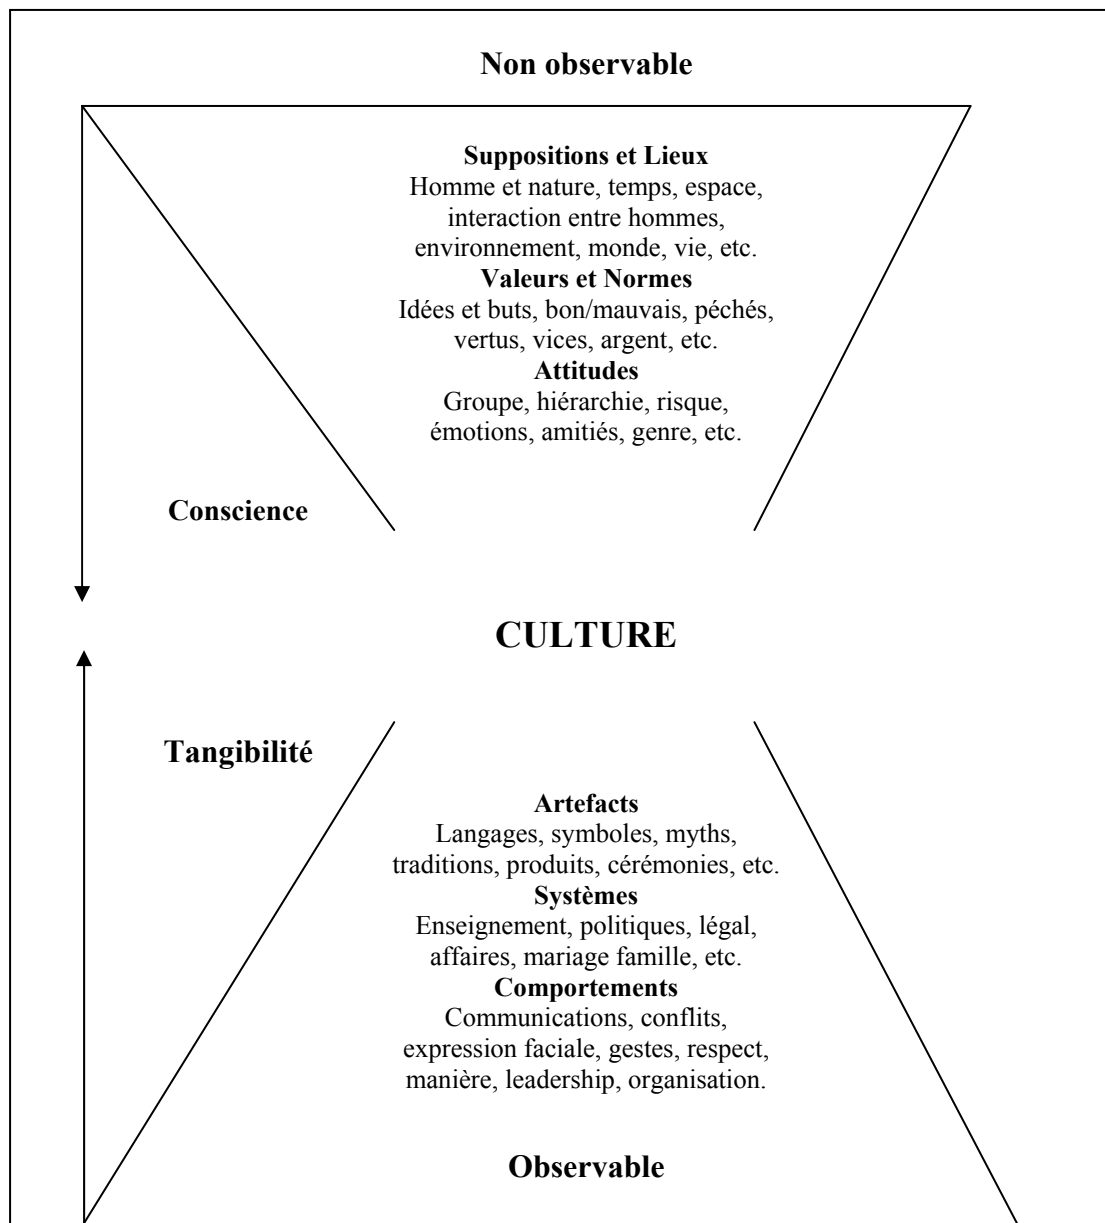 Non observable
Suppositions et Lieux
Homme et nature, temps, espace,
interaction entre hommes,
environnement, monde, vie, etc.
Valeurs et Normes
Idées et buts, bon/mauvais, péchés,
vertus, vices, argent, etc.
Attitudes
Groupe, hiérarchie, risque,
émotions, amitiés, genre, etc.
Conscience
CULTURE
Tangibilité
Artefacts
Langages, symboles, myths,
traditions, produits, cérémonies, etc.
Systèmes
Enseignement, politiques, légal,
affaires, mariage famille, etc.
Comportements
Communications, conflits,
expression faciale, gestes, respect,
manière, leadership, organisation.
Observable